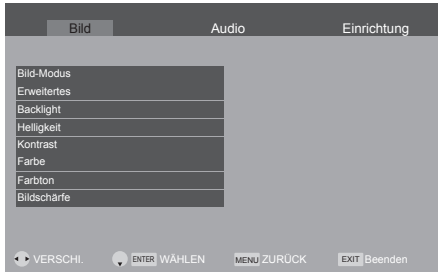 Bild Audio Einrichtung
Bild-Modus
Erweitertes
Backlight
Helligkeit
Kontrast
Farbe
Farbton
Bildschärfe
VERSCHI. ENTER WÄHLEN MENU ZURÜCK EXIT Beenden